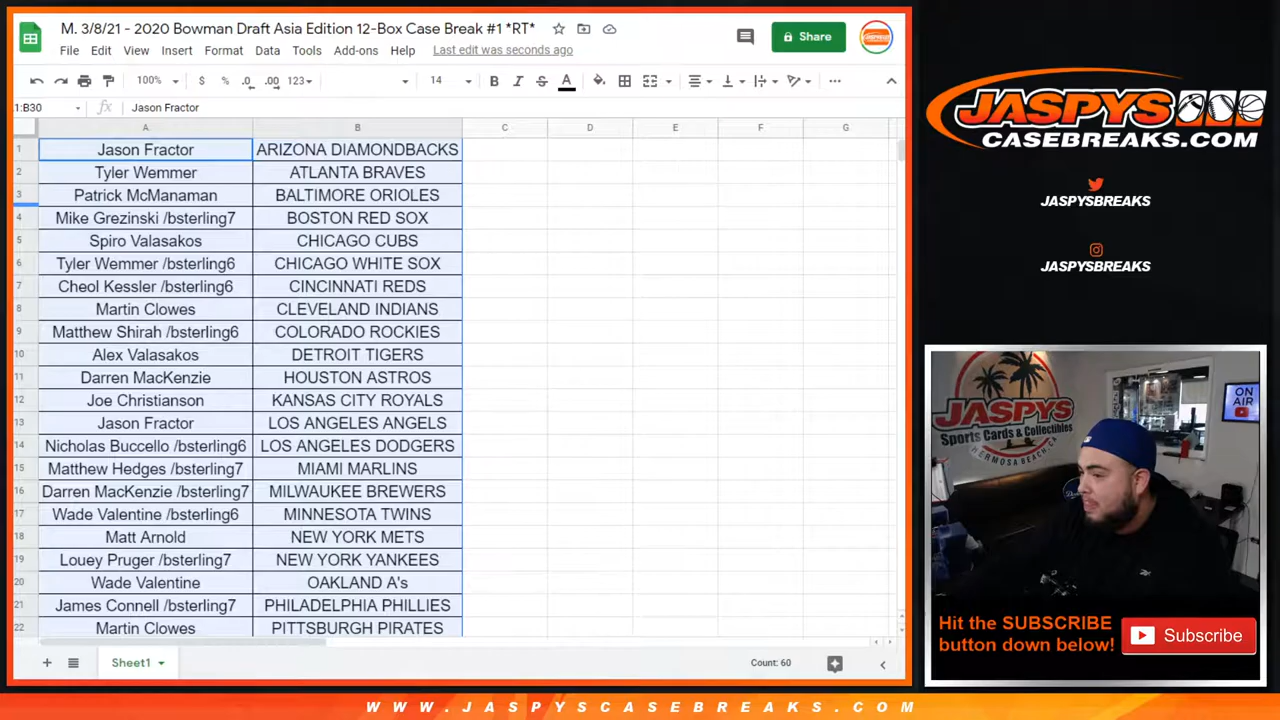 M. 3/8/21 - 2020 Bowman Draft Asia Edition 12-Box Case Break #1 *RT*
Share
File Edit View Insert Format Data Tools Add-ons Help Last edit was seconds ago
100% $ % .0 .00 123 14 B I S A
1:B30 fx Jason Fractor
A B C D E F G
1 Jason Fractor ARIZONA DIAMONDBACKS
2 Tyler Wemmer ATLANTA BRAVES
3 Patrick McManaman BALTIMORE ORIOLES
4 Mike Grezinski /bsterling7 BOSTON RED SOX
5 Spiro Valasakos CHICAGO CUBS
6 Tyler Wemmer /bsterling6 CHICAGO WHITE SOX
7 Cheol Kessler /bsterling6 CINCINNATI REDS
8 Martin Clowes CLEVELAND INDIANS
9 Matthew Shirah /bsterling6 COLORADO ROCKIES
10 Alex Valasakos DETROIT TIGERS
11 Darren MacKenzie HOUSTON ASTROS
12 Joe Christianson KANSAS CITY ROYALS
13 Jason Fractor LOS ANGELES ANGELS
14 Nicholas Buccello /bsterling6 LOS ANGELES DODGERS
15 Matthew Hedges /bsterling7 MIAMI MARLINS
16 Darren MacKenzie /bsterling7 MILWAUKEE BREWERS
17 Wade Valentine /bsterling6 MINNESOTA TWINS
18 Matt Arnold NEW YORK METS
19 Louey Pruger /bsterling7 NEW YORK YANKEES
20 Wade Valentine OAKLAND A's
21 James Connell /bsterling7 PHILADELPHIA PHILLIES
22 Martin Clowes PITTSBURGH PIRATES
Sheet1
Count: 60
JASPYS
CASEBREAKS.COM
JASPYSBREAKS
JASPYSBREAKS
JASPYS
Sports Cards & Collectibles
HERMOSA BEACH, CA
ON
AIR
Hit the SUBSCRIBE
button down below!
Subscribe
WWW.JASPYSCASEBREAKS.COM